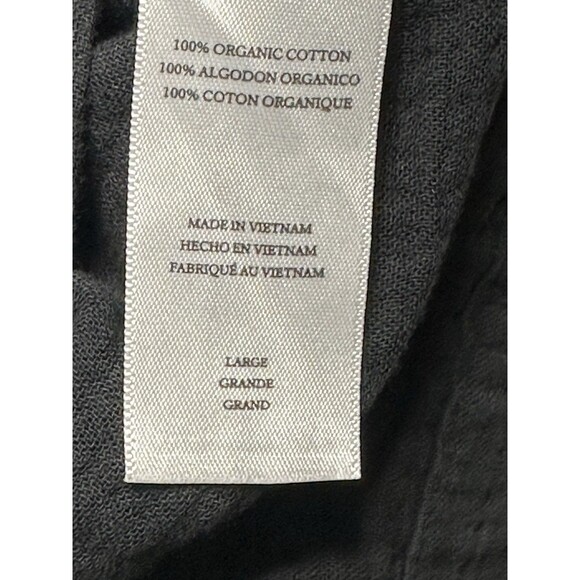 100% ORGANIC COTTON
100% ALGODON ORGANICO
100% COTON ORGANIQUE
MADE IN VIETNAM
HECHO EN VIETNAM
FABRIQUÉ AU VIETNAM
LARGE
GRANDE
GRAND